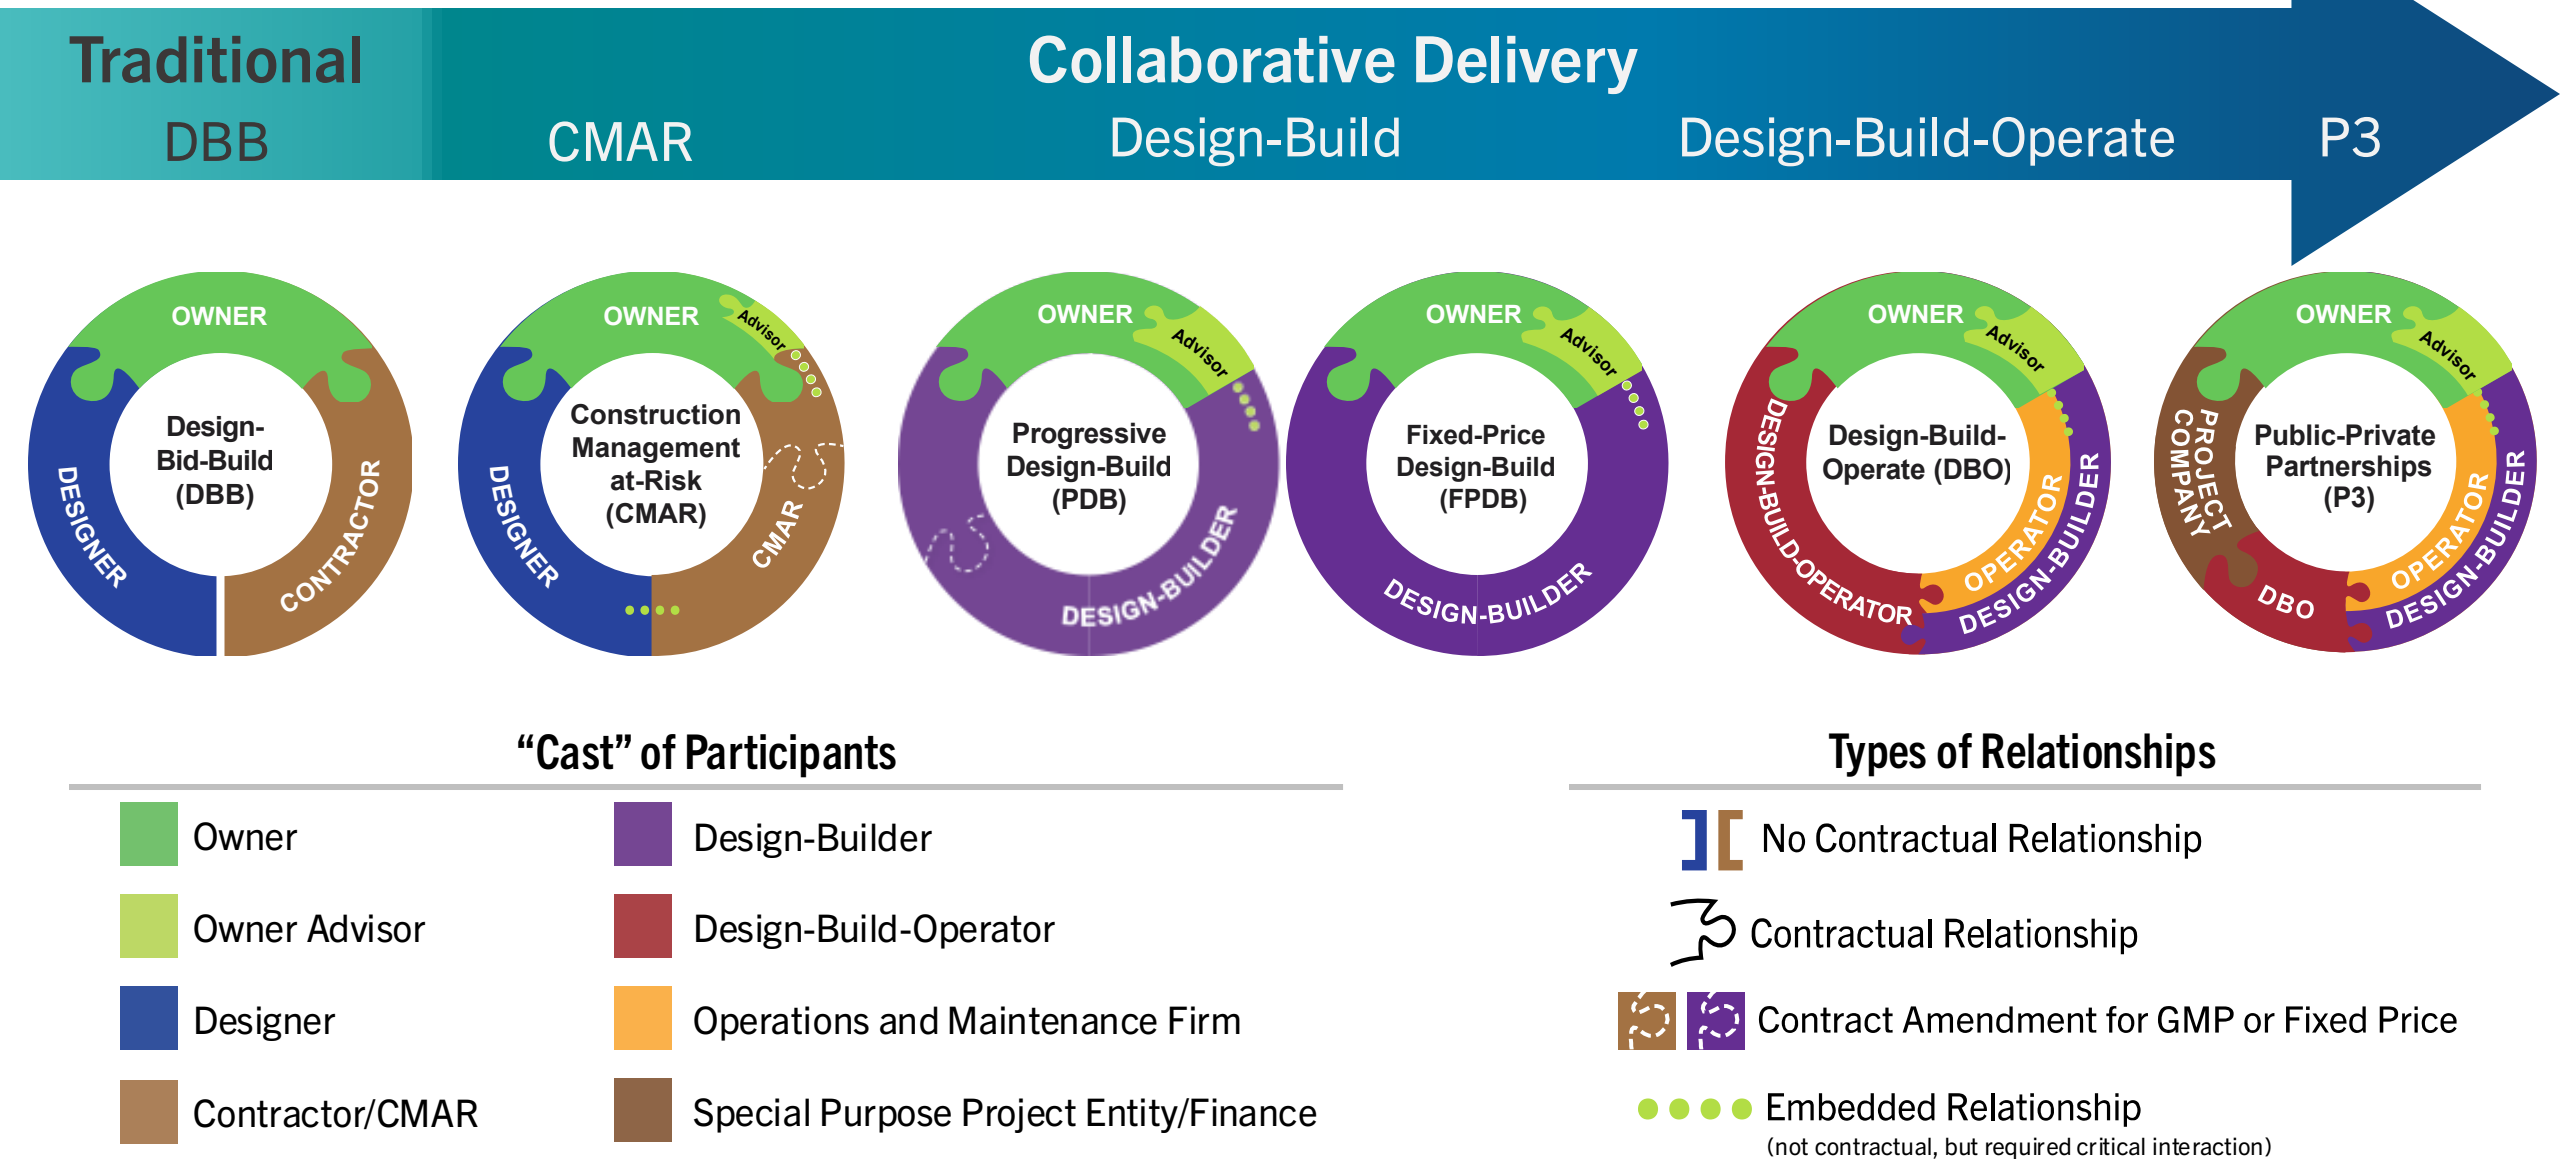 Traditional
Collaborative Delivery
DBB
CMAR
Design-Build
Design-Build-Operate
P3
OWNER
DESIGNER
CONTRACTOR
Design-
Bid-Build
(DBB)
OWNER
Advisor
DESIGNER
CMAR
Construction
Management
at-Risk
(CMAR)
OWNER
Advisor
DESIGN-BUILDER
Progressive
Design-Build
(PDB)
OWNER
Advisor
DESIGN-BUILDER
Fixed-Price
Design-Build
(FPDB)
OWNER
Advisor
DESIGN-BUILD-OPERATOR
OPERATOR
DESIGN-BUILDER
Design-Build-
Operate (DBO)
OWNER
Advisor
PROJECT
COMPANY
DBO
OPERATOR
DESIGN-BUILDER
Public-Private
Partnerships
(P3)
“Cast” of Participants
Owner
Owner Advisor
Designer
Contractor/CMAR
Design-Builder
Design-Build-Operator
Operations and Maintenance Firm
Special Purpose Project Entity/Finance
Types of Relationships
No Contractual Relationship
Contractual Relationship
Contract Amendment for GMP or Fixed Price
Embedded Relationship
(not contractual, but required critical interaction)